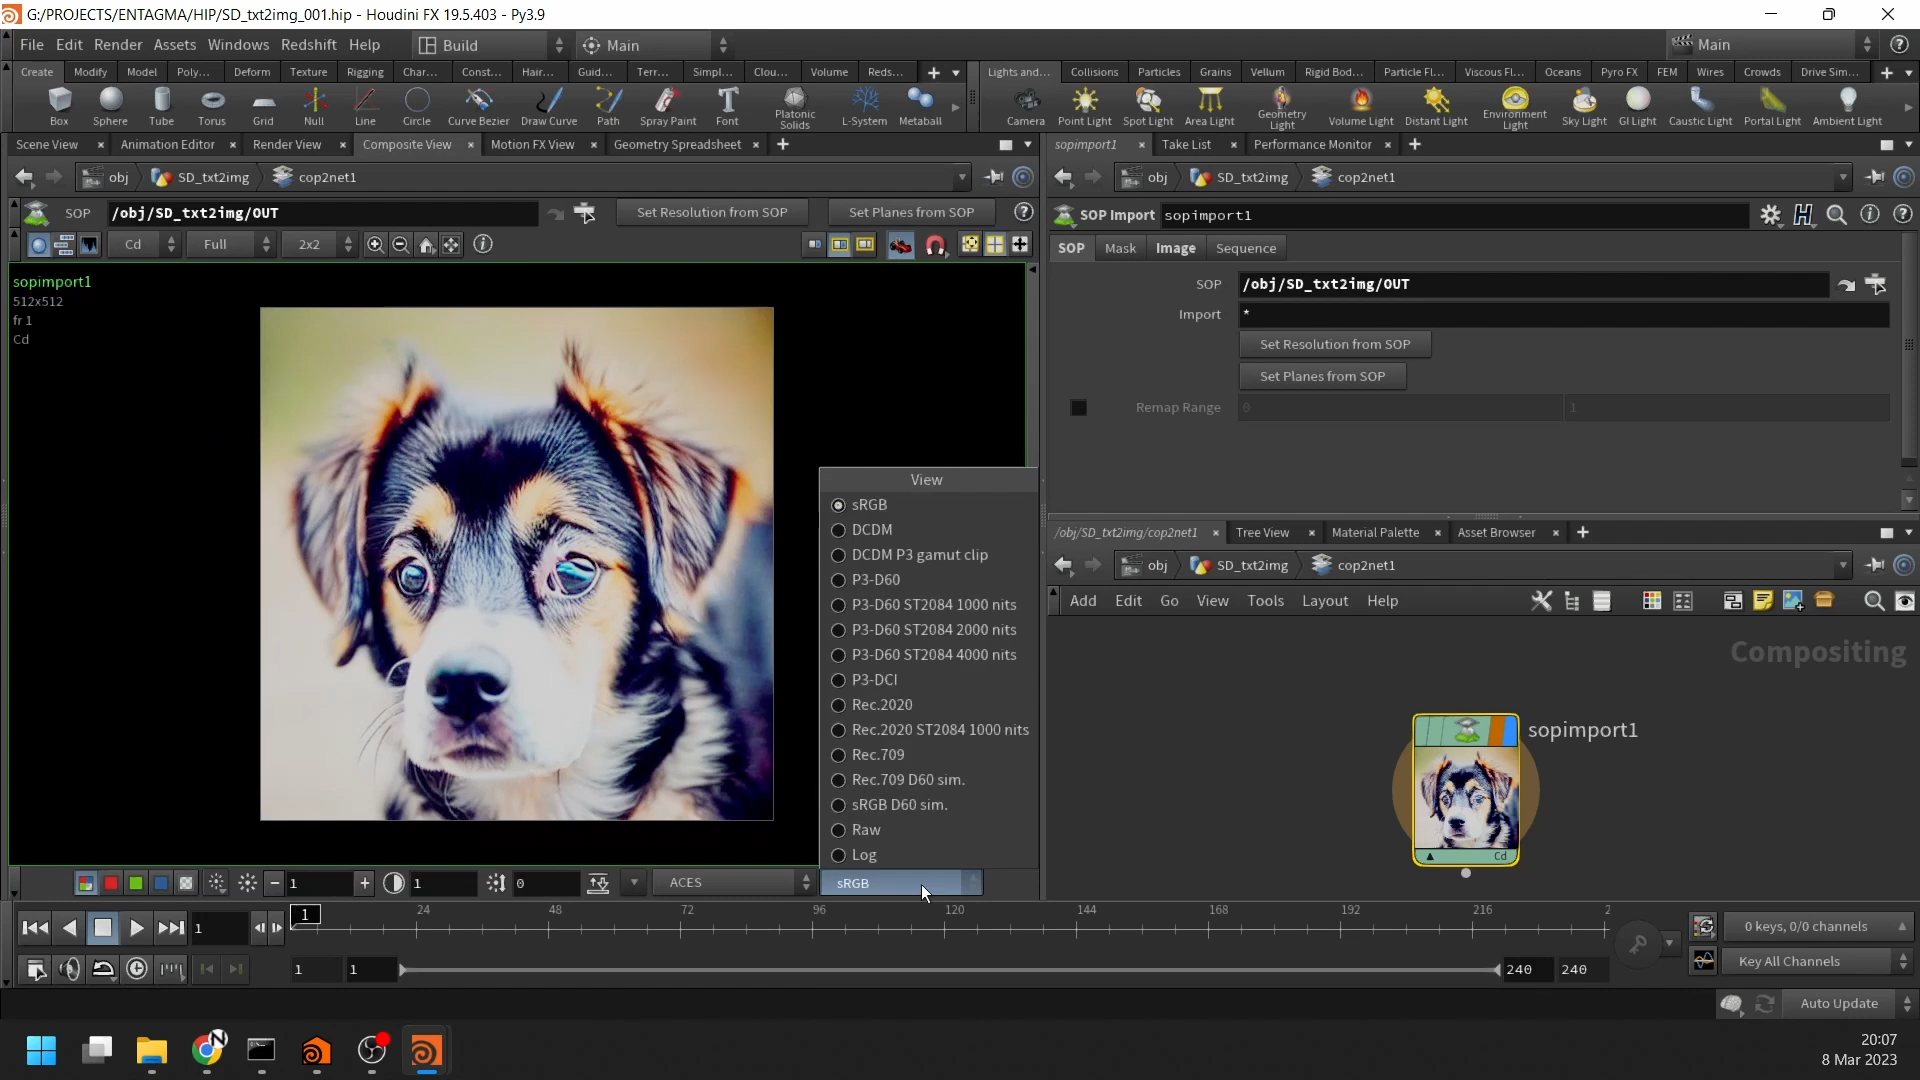 G:/PROJECTS/ENTAGMA/HIP/SD_txt2img_001.hip - Houdini FX 19.5.403 - Py3.9
File Edit Render Assets Windows Redshift Help Build Main Main
Create Modify Model Poly... Deform Texture Rigging Char... Const... Hair... Guid... Terr... Simpl... Clou... Volume Reds... Lights and... Collisions Particles Grains Vellum Rigid Bod... Particle Fl... Viscous Fl... Oceans Pyro FX FEM Wires Crowds Drive Sim...
Box Sphere Tube Torus Grid Null Line Circle Curve Bezier Draw Curve Path Spray Paint Font Platonic Solids L-System Metaball Camera Point Light Spot Light Area Light Geometry Light Volume Light Distant Light Environment Light Sky Light GI Light Caustic Light Portal Light Ambient Light
Scene View Animation Editor Render View Composite View Motion FX View Geometry Spreadsheet
obj SD_txt2img cop2net1
SOP /obj/SD_txt2img/OUT Set Resolution from SOP Set Planes from SOP
Cd Full 2x2
sopimport1
512x512
fr 1
Cd
View
sRGB
DCDM
DCDM P3 gamut clip
P3-D60
P3-D60 ST2084 1000 nits
P3-D60 ST2084 2000 nits
P3-D60 ST2084 4000 nits
P3-DCI
Rec.2020
Rec.2020 ST2084 1000 nits
Rec.709
Rec.709 D60 sim.
sRGB D60 sim.
Raw
Log
1 1 0 ACES sRGB
sopimport1 Take List Performance Monitor
obj SD_txt2img cop2net1
SOP Import sopimport1
SOP Mask Image Sequence
SOP /obj/SD_txt2img/OUT
Import *
Set Resolution from SOP
Set Planes from SOP
Remap Range 0 1
/obj/SD_txt2img/cop2net1 Tree View Material Palette Asset Browser
obj SD_txt2img cop2net1
Add Edit Go View Tools Layout Help
Compositing
sopimport1
Cd
1 1 24 48 72 96 120 144 168 192 216 2
0 keys, 0/0 channels
1 1 240 240 Key All Channels
Auto Update
20:07
8 Mar 2023